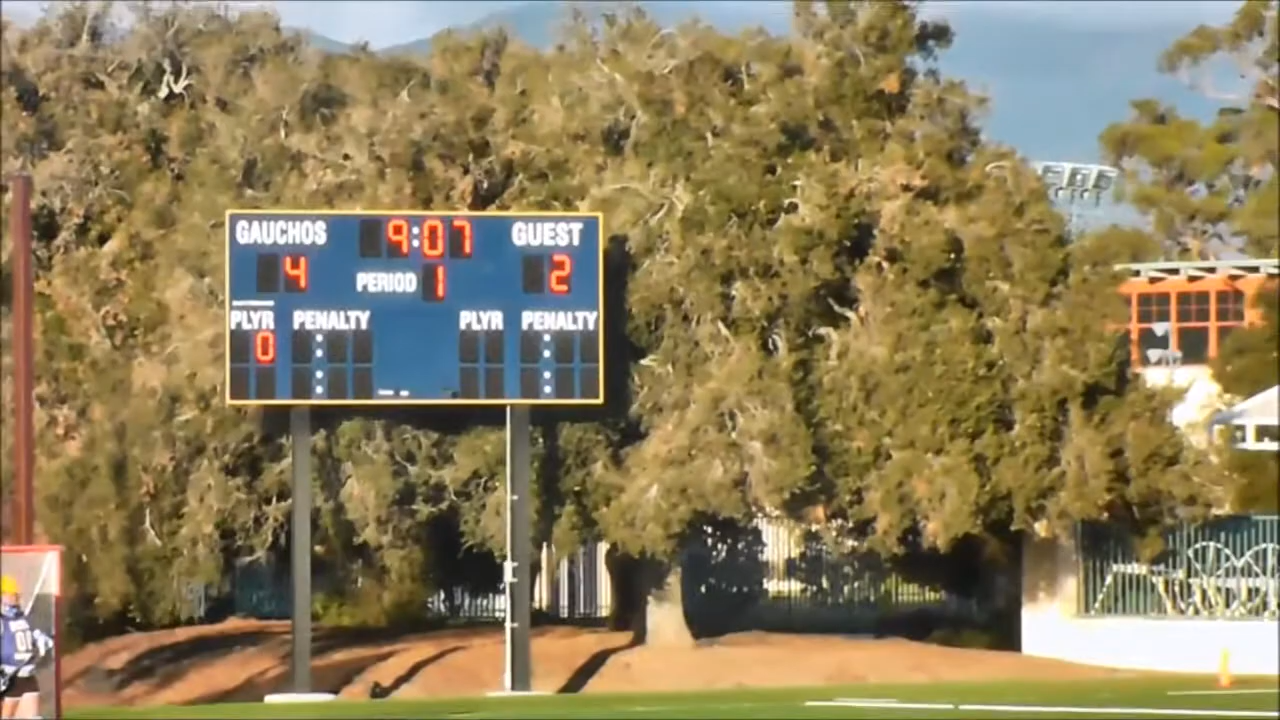 GAUCHOS 9:07 GUEST
4 PERIOD 1 2
PLYR PENALTY PLYR PENALTY
0 : :
: :